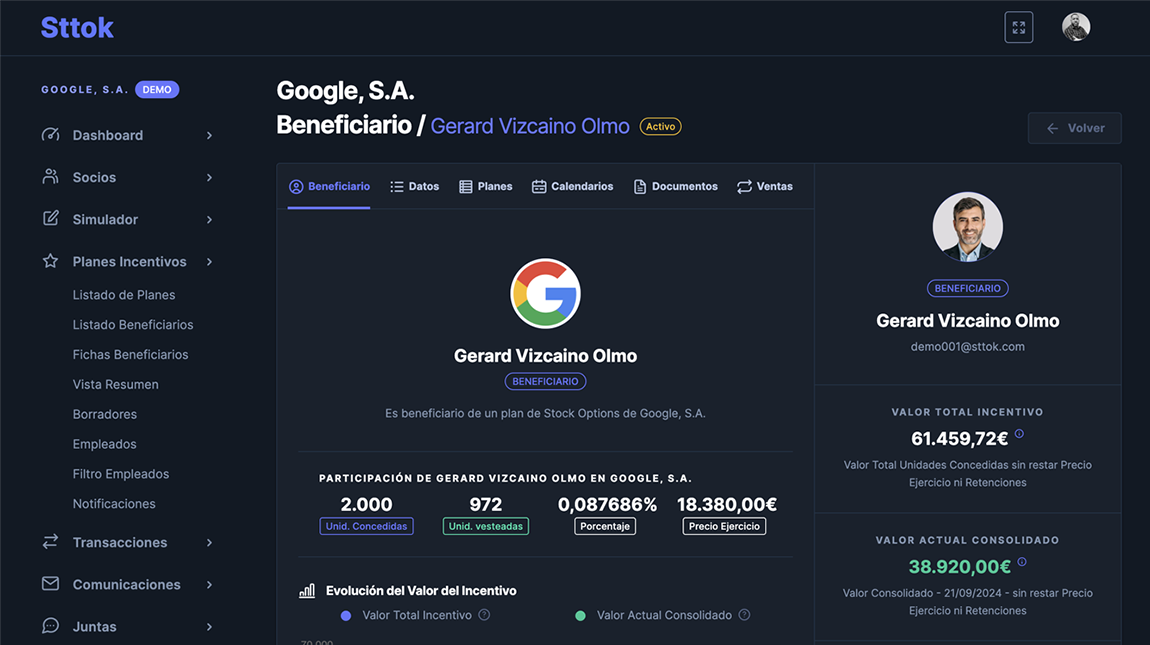 Sttok
GOOGLE, S.A. DEMO
Dashboard
Socios
Simulador
Planes Incentivos
Listado de Planes
Listado Beneficiarios
Fichas Beneficiarios
Vista Resumen
Borradores
Empleados
Filtro Empleados
Notificaciones
Transacciones
Comunicaciones
Juntas
Google, S.A.
Beneficiario / Gerard Vizcaino Olmo Activo
Volver
Beneficiario Datos Planes Calendarios Documentos Ventas
Gerard Vizcaino Olmo
BENEFICIARIO
Es beneficiario de un plan de Stock Options de Google, S.A.
PARTICIPACIÓN DE GERARD VIZCAINO OLMO EN GOOGLE, S.A.
2.000 972 0,087686% 18.380,00€
Unid. Concedidas Unid. vesteadas Porcentaje Precio Ejercicio
Evolución del Valor del Incentivo
Valor Total Incentivo Valor Actual Consolidado
70.000
BENEFICIARIO
Gerard Vizcaino Olmo
demo001@sttok.com
VALOR TOTAL INCENTIVO
61.459,72€
Valor Total Unidades Concedidas sin restar Precio
Ejercicio ni Retenciones
VALOR ACTUAL CONSOLIDADO
38.920,00€
Valor Consolidado - 21/09/2024 - sin restar Precio
Ejercicio ni Retenciones